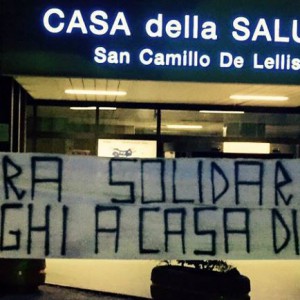 CASA della SALU
San Camillo De Lellis
RA SOLIDAR
GHI A CASA DI